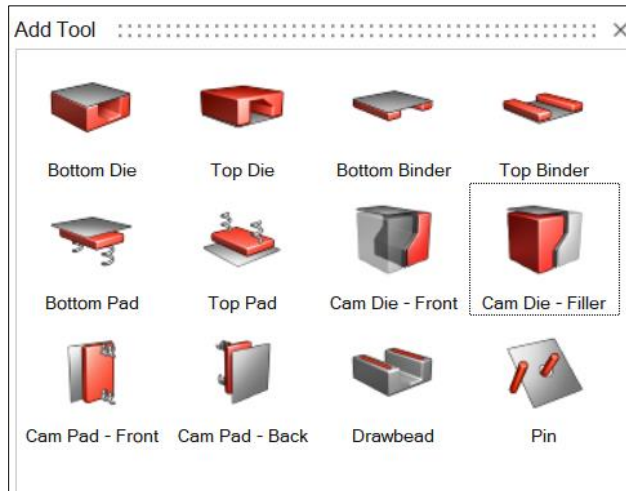 Add Tool
Bottom Die
Top Die
Bottom Binder
Top Binder
Bottom Pad
Top Pad
Cam Die - Front
Cam Die - Filler
Cam Pad - Front
Cam Pad - Back
Drawbead
Pin